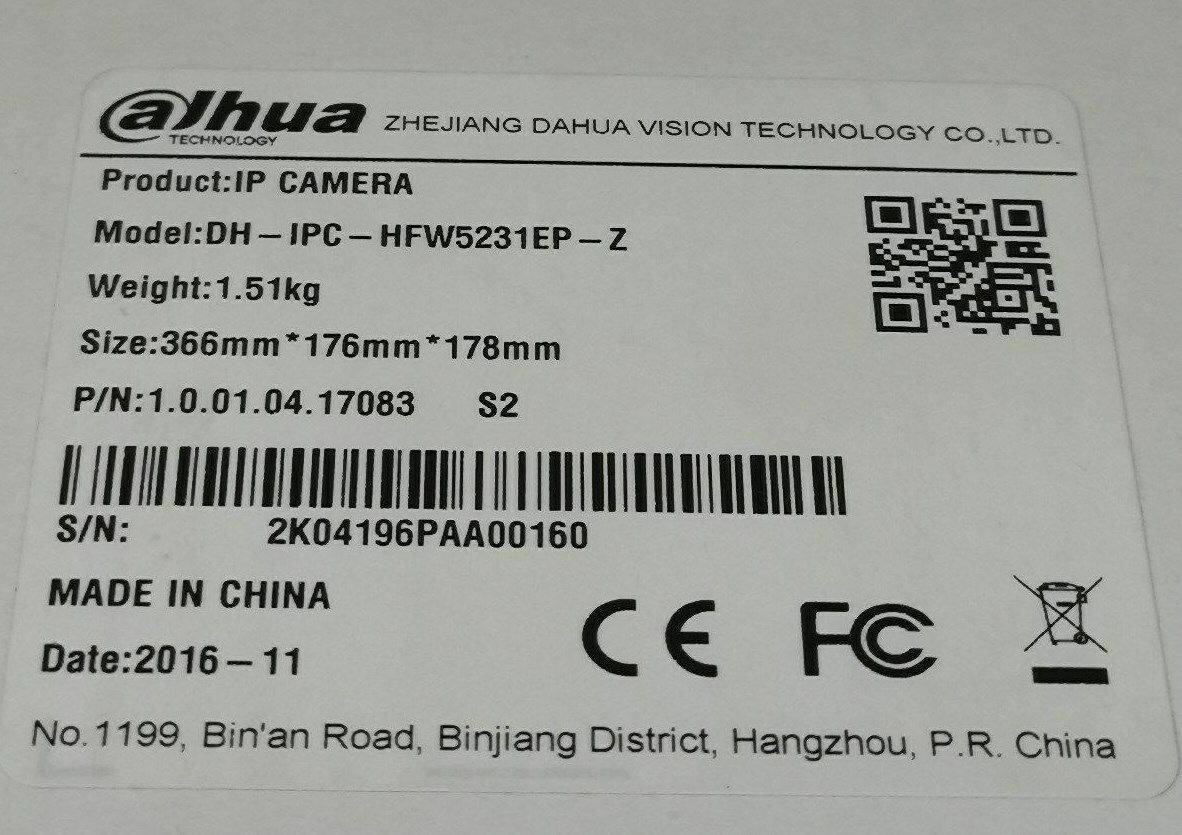 alhua
TECHNOLOGY
ZHEJIANG DAHUA VISION TECHNOLOGY CO.,LTD.
Product:IP CAMERA
Model:DH-IPC-HFW5231EP-Z
Weight:1.51kg
Size:366mm*176mm*178mm
P/N:1.0.01.04.17083 S2
S/N: 2K04196PAA00160
MADE IN CHINA
Date:2016-11
CE FC
No.1199, Bin'an Road, Binjiang District, Hangzhou, P.R. China